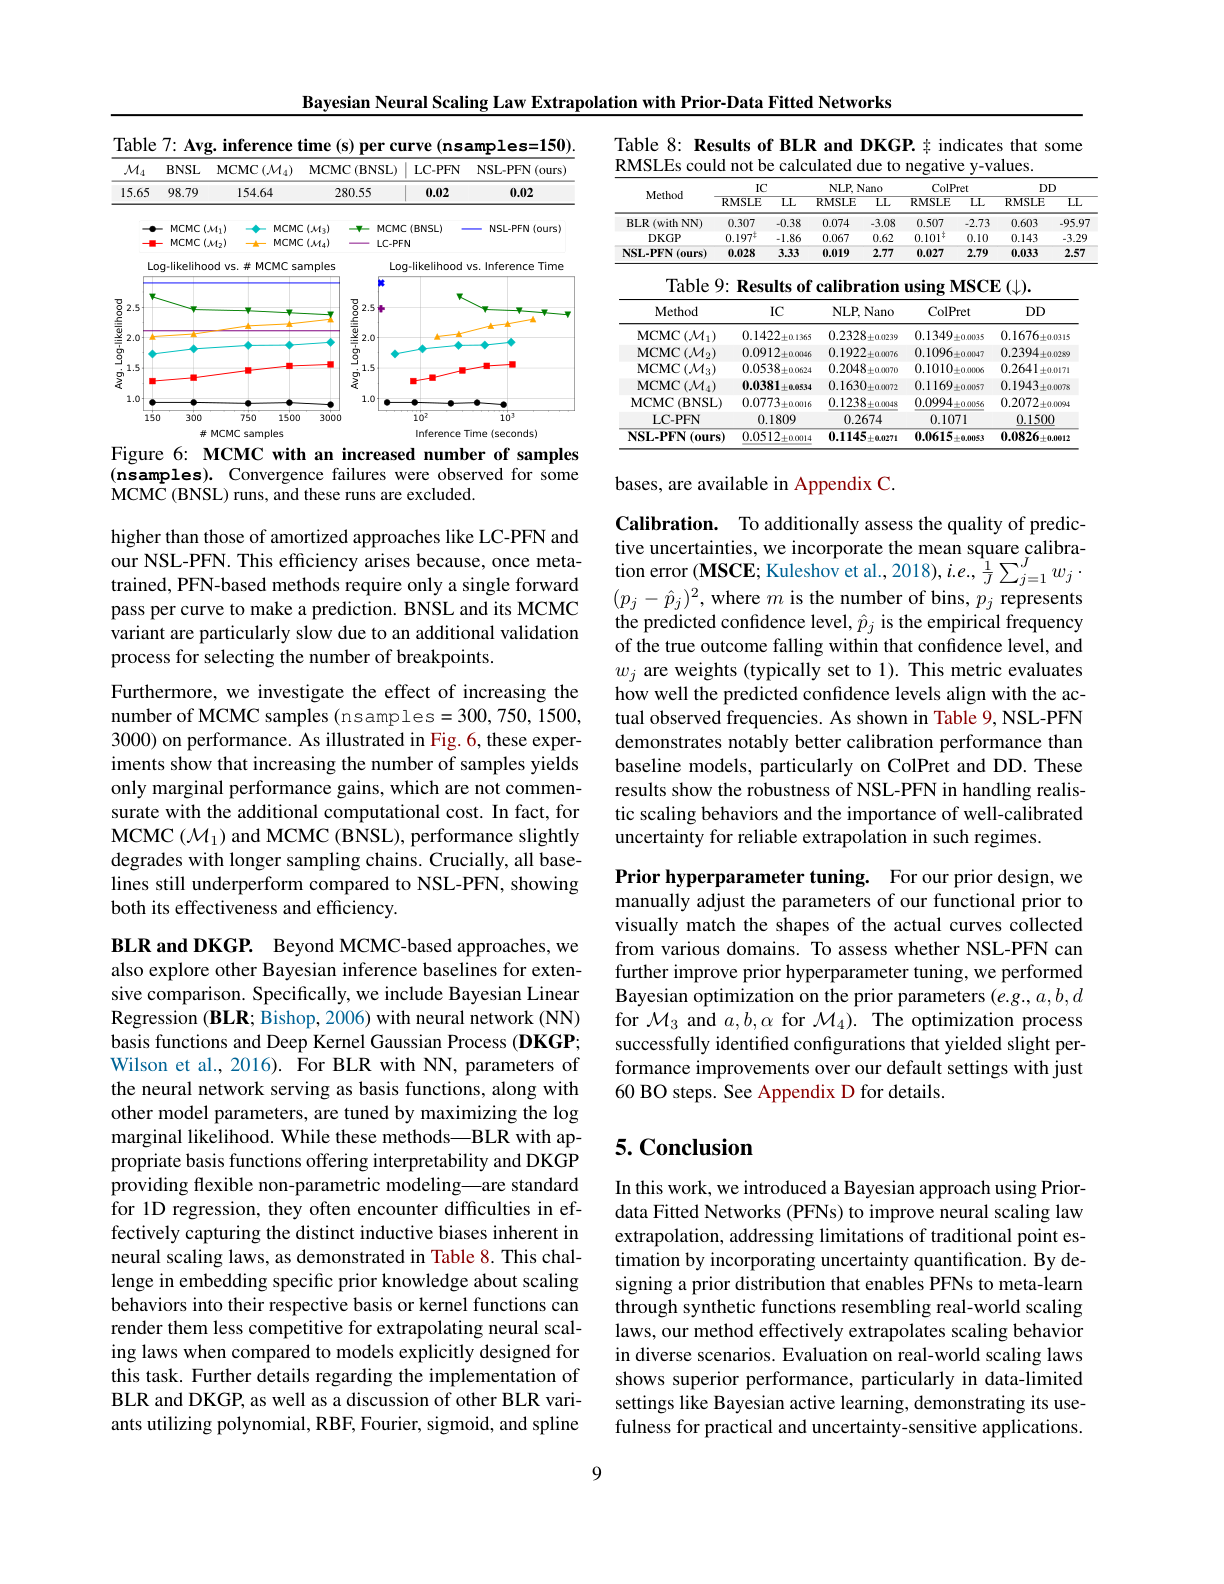 Bayesian Neural Scaling Law Extrapolation with Prior-Data Fitted Networks
Table 7: Avg. inference time (s) per curve (nsamples=150).
M4 BNSL MCMC (M4) MCMC (BNSL) LC-PFN NSL-PFN (ours)
15.65 98.79 154.64 280.55 0.02 0.02
MCMC (M1) MCMC (M3) MCMC (BNSL) NSL-PFN (ours)
MCMC (M2) MCMC (M4) LC-PFN
Log-likelihood vs. # MCMC samples
Avg. Log-likelihood
2.5
2.0
1.5
1.0
150 300 750 1500 3000
# MCMC samples
Log-likelihood vs. Inference Time
Avg. Log-likelihood
2.5
2.0
1.5
1.0
10² 10³
Inference Time (seconds)
Figure 6: MCMC with an increased number of samples
(nsamples). Convergence failures were observed for some
MCMC (BNSL) runs, and these runs are excluded.
higher than those of amortized approaches like LC-PFN and
our NSL-PFN. This efficiency arises because, once meta-
trained, PFN-based methods require only a single forward
pass per curve to make a prediction. BNSL and its MCMC
variant are particularly slow due to an additional validation
process for selecting the number of breakpoints.
Furthermore, we investigate the effect of increasing the
number of MCMC samples (nsamples = 300, 750, 1500,
3000) on performance. As illustrated in Fig. 6, these exper-
iments show that increasing the number of samples yields
only marginal performance gains, which are not commen-
surate with the additional computational cost. In fact, for
MCMC (M1) and MCMC (BNSL), performance slightly
degrades with longer sampling chains. Crucially, all base-
lines still underperform compared to NSL-PFN, showing
both its effectiveness and efficiency.
BLR and DKGP. Beyond MCMC-based approaches, we
also explore other Bayesian inference baselines for exten-
sive comparison. Specifically, we include Bayesian Linear
Regression (BLR; Bishop, 2006) with neural network (NN)
basis functions and Deep Kernel Gaussian Process (DKGP;
Wilson et al., 2016). For BLR with NN, parameters of
the neural network serving as basis functions, along with
other model parameters, are tuned by maximizing the log
marginal likelihood. While these methods—BLR with ap-
propriate basis functions offering interpretability and DKGP
providing flexible non-parametric modeling—are standard
for 1D regression, they often encounter difficulties in ef-
fectively capturing the distinct inductive biases inherent in
neural scaling laws, as demonstrated in Table 8. This chal-
lenge in embedding specific prior knowledge about scaling
behaviors into their respective basis or kernel functions can
render them less competitive for extrapolating neural scal-
ing laws when compared to models explicitly designed for
this task. Further details regarding the implementation of
BLR and DKGP, as well as a discussion of other BLR vari-
ants utilizing polynomial, RBF, Fourier, sigmoid, and spline
Table 8: Results of BLR and DKGP. ‡ indicates that some
RMSLEs could not be calculated due to negative y-values.
Method IC NLP, Nano ColPret DD
RMSLE LL RMSLE LL RMSLE LL RMSLE LL
BLR (with NN) 0.307 -0.38 0.074 -3.08 0.507 -2.73 0.603 -95.97
DKGP 0.197‡ -1.86 0.067 0.62 0.101‡ 0.10 0.143 -3.29
NSL-PFN (ours) 0.028 3.33 0.019 2.77 0.027 2.79 0.033 2.57
Table 9: Results of calibration using MSCE (↓).
Method IC NLP, Nano ColPret DD
MCMC (M1) 0.1422±0.1365 0.2328±0.0239 0.1349±0.0035 0.1676±0.0315
MCMC (M2) 0.0912±0.0046 0.1922±0.0076 0.1096±0.0047 0.2394±0.0289
MCMC (M3) 0.0538±0.0624 0.2048±0.0070 0.1010±0.0006 0.2641±0.0171
MCMC (M4) 0.0381±0.0534 0.1630±0.0072 0.1169±0.0057 0.1943±0.0078
MCMC (BNSL) 0.0773±0.0016 0.1238±0.0048 0.0994±0.0056 0.2072±0.0094
LC-PFN 0.1809 0.2674 0.1071 0.1500
NSL-PFN (ours) 0.0512±0.0014 0.1145±0.0271 0.0615±0.0053 0.0826±0.0012
bases, are available in Appendix C.
Calibration. To additionally assess the quality of predic-
tive uncertainties, we incorporate the mean square calibra-
tion error (MSCE; Kuleshov et al., 2018), i.e., 1/J ∑_{j=1}^{J} w_j ·
(p_j − p̂_j)², where m is the number of bins, p_j represents
the predicted confidence level, p̂_j is the empirical frequency
of the true outcome falling within that confidence level, and
w_j are weights (typically set to 1). This metric evaluates
how well the predicted confidence levels align with the ac-
tual observed frequencies. As shown in Table 9, NSL-PFN
demonstrates notably better calibration performance than
baseline models, particularly on ColPret and DD. These
results show the robustness of NSL-PFN in handling realis-
tic scaling behaviors and the importance of well-calibrated
uncertainty for reliable extrapolation in such regimes.
Prior hyperparameter tuning. For our prior design, we
manually adjust the parameters of our functional prior to
visually match the shapes of the actual curves collected
from various domains. To assess whether NSL-PFN can
further improve prior hyperparameter tuning, we performed
Bayesian optimization on the prior parameters (e.g., a, b, d
for M3 and a, b, α for M4). The optimization process
successfully identified configurations that yielded slight per-
formance improvements over our default settings with just
60 BO steps. See Appendix D for details.
5. Conclusion
In this work, we introduced a Bayesian approach using Prior-
data Fitted Networks (PFNs) to improve neural scaling law
extrapolation, addressing limitations of traditional point es-
timation by incorporating uncertainty quantification. By de-
signing a prior distribution that enables PFNs to meta-learn
through synthetic functions resembling real-world scaling
laws, our method effectively extrapolates scaling behavior
in diverse scenarios. Evaluation on real-world scaling laws
shows superior performance, particularly in data-limited
settings like Bayesian active learning, demonstrating its use-
fulness for practical and uncertainty-sensitive applications.
9